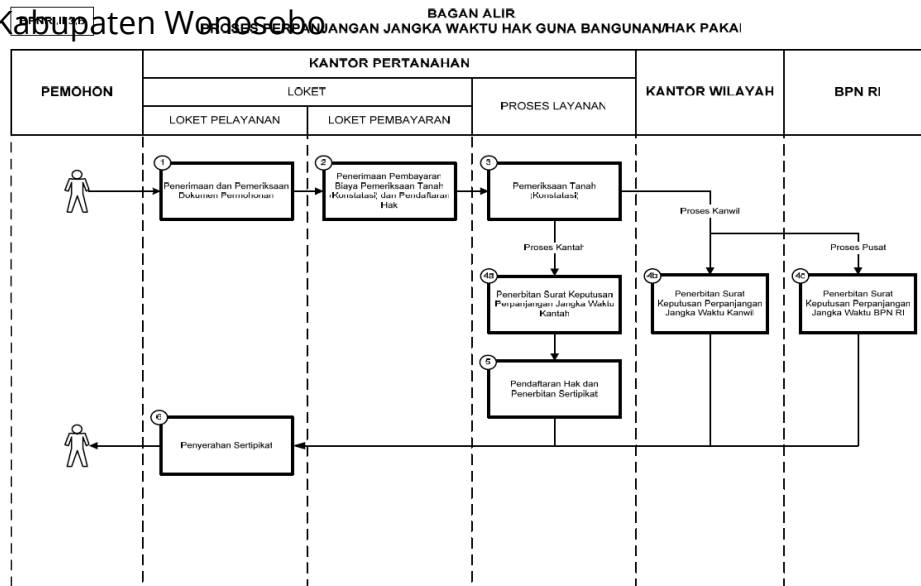 BAGAN ALIR
Kabupaten Wonosobo
PROSES PERPANJANGAN JANGKA WAKTU HAK GUNA BANGUNAN/HAK PAKAI
PEMOHON
KANTOR PERTANAHAN
LOKET
LOKET PELAYANAN
LOKET PEMBAYARAN
PROSES LAYANAN
KANTOR WILAYAH
BPN RI
1
Penerimaan dan Pemeriksaan
Dokumen Permohonan
2
Penerimaan Pembayaran
Biaya Pemeriksaan Tanah
(Konstatasi) dan Pendaftaran
Hak
3
Pemeriksaan Tanah
(Konstatasi)
Proses Kanwil
Proses Kantah
Proses Pusat
4a
Penerbitan Surat Keputusan
Perpanjangan Jangka Waktu
Kantah
4b
Penerbitan Surat
Keputusan Perpanjangan
Jangka Waktu Kanwil
4c
Penerbitan Surat
Keputusan Perpanjangan
Jangka Waktu BPN RI
5
Pendaftaran Hak dan
Penerbitan Sertipikat
6
Penyerahan Sertipikat